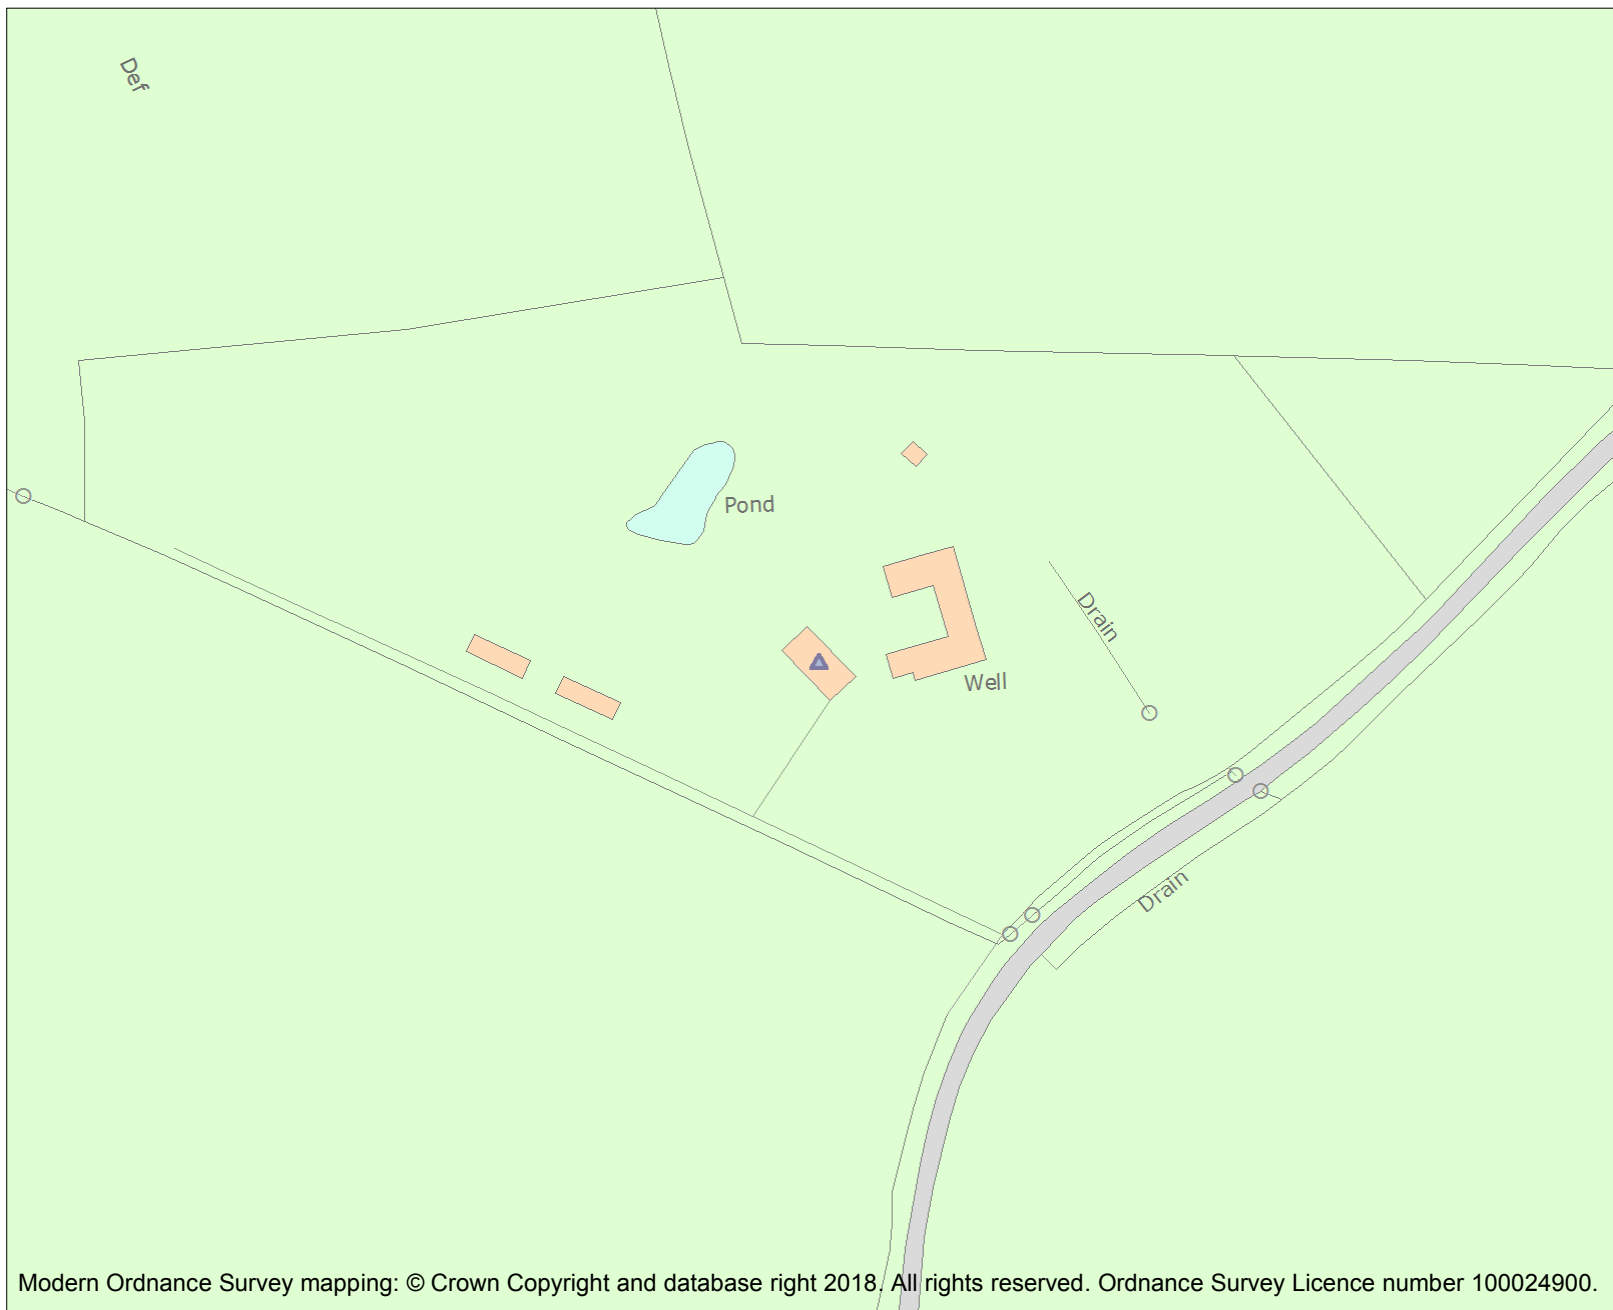 Def
Pond
Drain
Well
Drain
Modern Ordnance Survey mapping: © Crown Copyright and database right 2018. All rights reserved. Ordnance Survey Licence number 100024900.